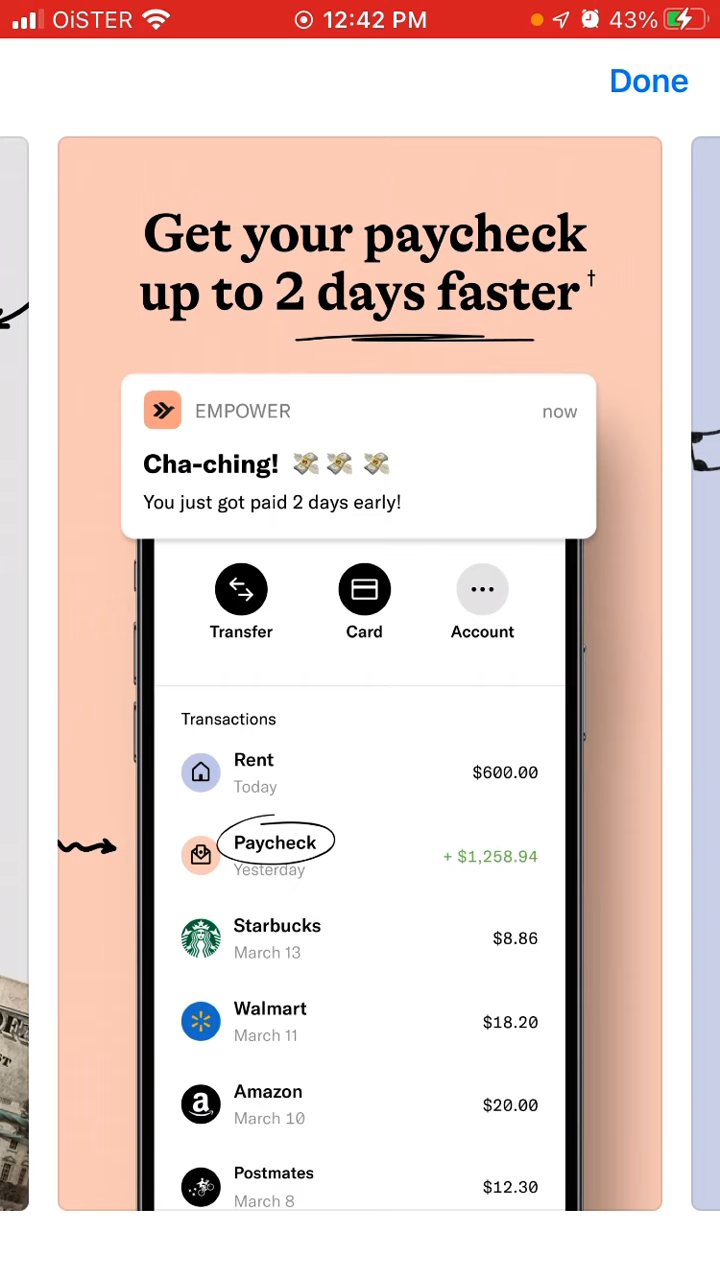 OiSTER 12:42 PM 43%
Done
Get your paycheck
up to 2 days faster†
EMPOWER now
Cha-ching! 💸 💸 💸
You just got paid 2 days early!
Transfer Card Account
Transactions
Rent $600.00
Today
Paycheck + $1,258.94
Yesterday
Starbucks $8.86
March 13
Walmart $18.20
March 11
Amazon $20.00
March 10
Postmates $12.30
March 8